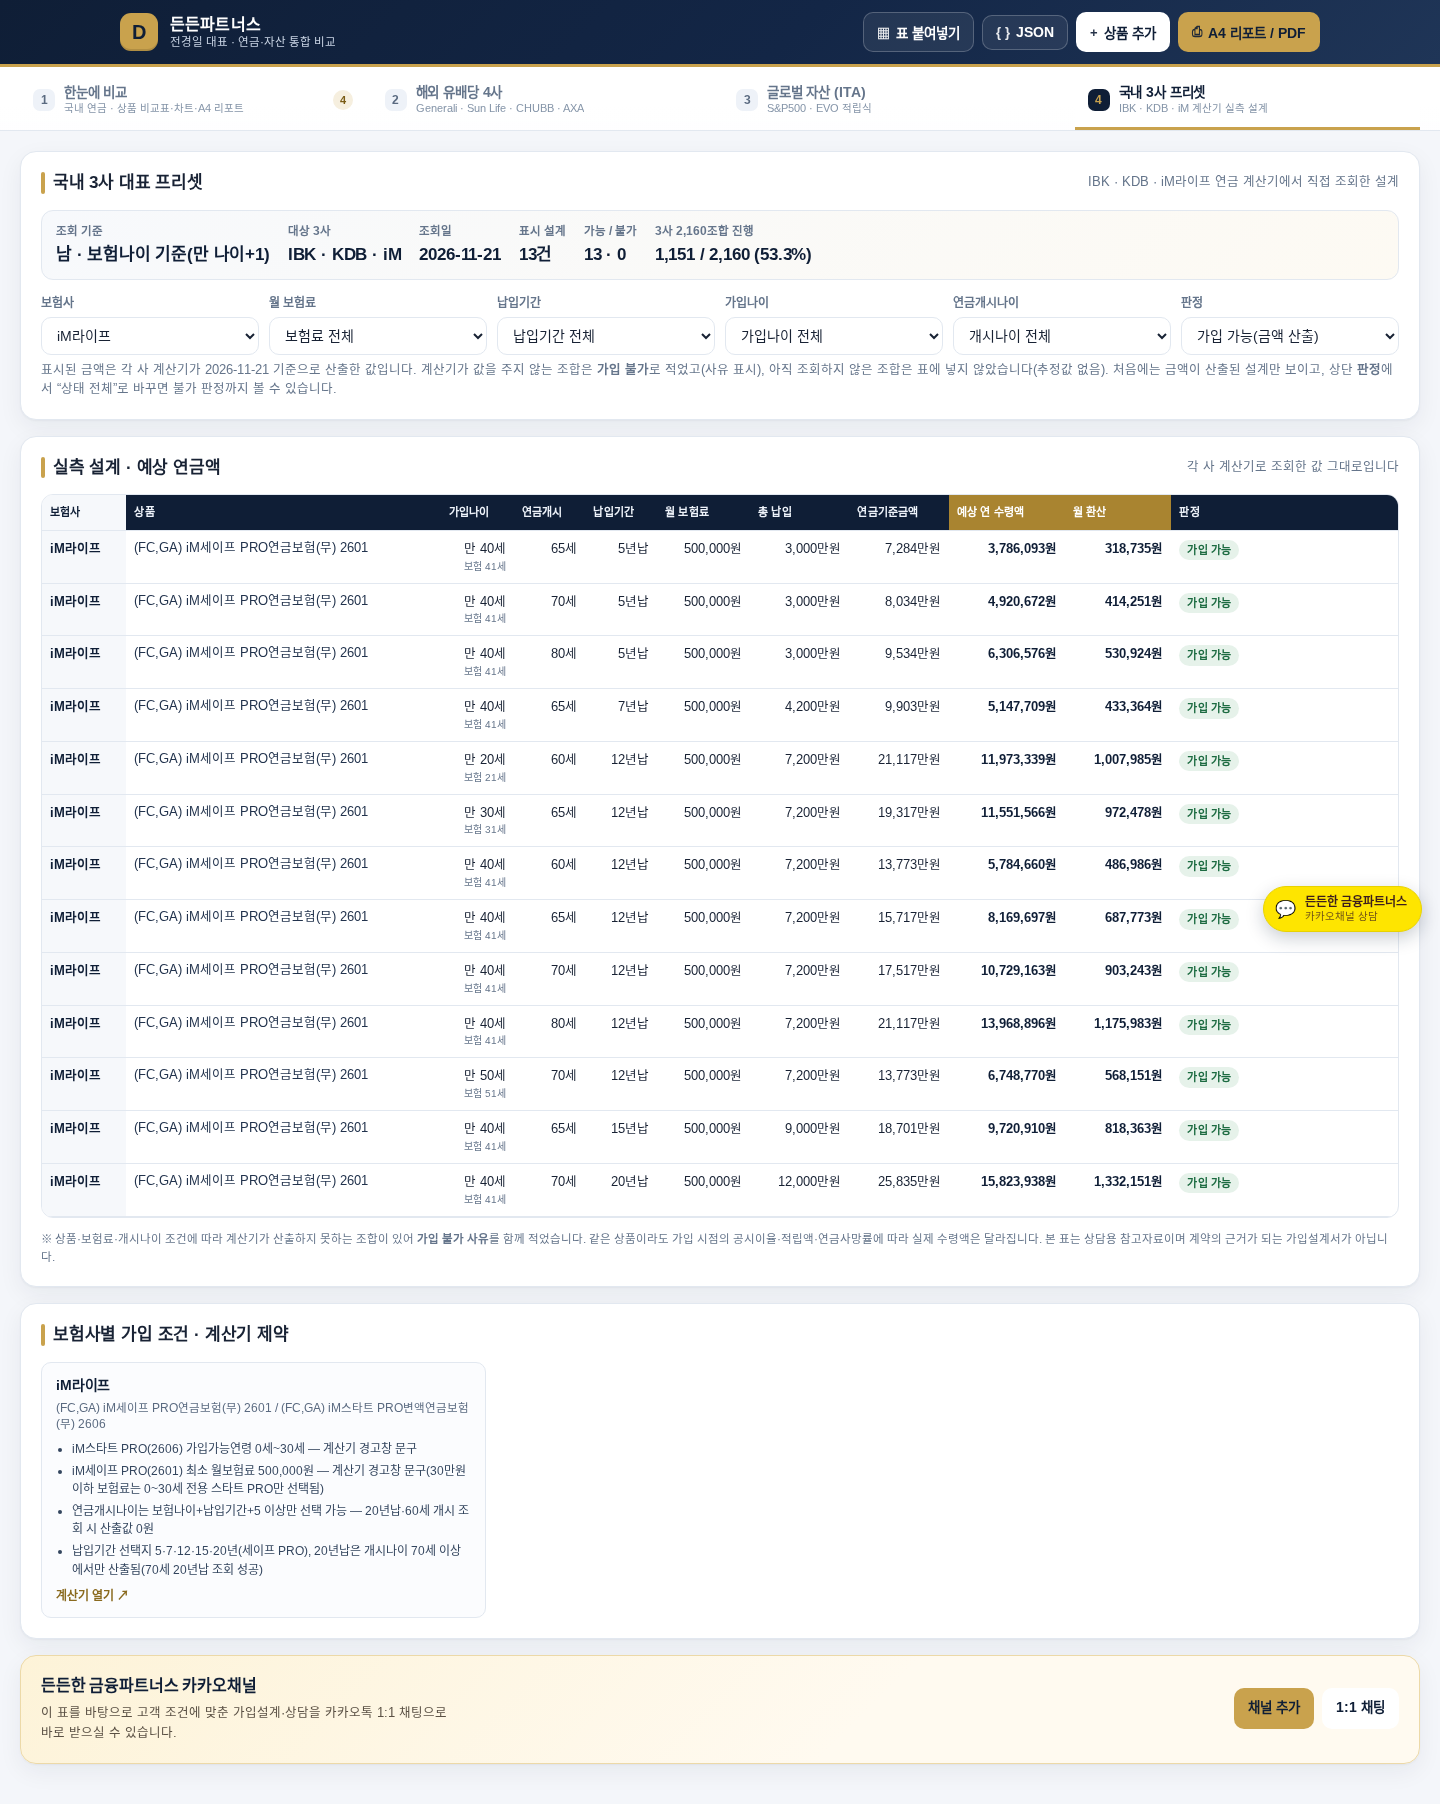 D
든든파트너스
전경일 대표 · 연금·자산 통합 비교
▦ 표 붙여넣기
{ } JSON
+ 상품 추가
⎙ A4 리포트 / PDF
1
한눈에 비교
국내 연금 · 상품 비교표·차트·A4 리포트
4
2
해외 유배당 4사
Generali · Sun Life · CHUBB · AXA
3
글로벌 자산 (ITA)
S&P500 · EVO 적립식
4
국내 3사 프리셋
IBK · KDB · iM 계산기 실측 설계
국내 3사 대표 프리셋
IBK · KDB · iM라이프 연금 계산기에서 직접 조회한 설계
조회 기준 대상 3사 조회일 표시 설계 가능 / 불가 3사 2,160조합 진행
남 · 보험나이 기준(만 나이+1) IBK · KDB · iM 2026-11-21 13건 13 · 0 1,151 / 2,160 (53.3%)
보험사 월 보험료 납입기간 가입나이 연금개시나이 판정
iM라이프 보험료 전체 납입기간 전체 가입나이 전체 개시나이 전체 가입 가능(금액 산출)
표시된 금액은 각 사 계산기가 2026-11-21 기준으로 산출한 값입니다. 계산기가 값을 주지 않는 조합은 가입 불가로 적었고(사유 표시), 아직 조회하지 않은 조합은 표에 넣지 않았습니다(추정값 없음). 처음에는 금액이 산출된 설계만 보이고, 상단 판정에
서 “상태 전체”로 바꾸면 불가 판정까지 볼 수 있습니다.
실측 설계 · 예상 연금액
각 사 계산기로 조회한 값 그대로입니다
보험사 상품 가입나이 연금개시 납입기간 월 보험료 총 납입 연금기준금액 예상 연 수령액 월 환산 판정
iM라이프 (FC,GA) iM세이프 PRO연금보험(무) 2601 만 40세 65세 5년납 500,000원 3,000만원 7,284만원 3,786,093원 318,735원 가입 가능
보험 41세
iM라이프 (FC,GA) iM세이프 PRO연금보험(무) 2601 만 40세 70세 5년납 500,000원 3,000만원 8,034만원 4,920,672원 414,251원 가입 가능
보험 41세
iM라이프 (FC,GA) iM세이프 PRO연금보험(무) 2601 만 40세 80세 5년납 500,000원 3,000만원 9,534만원 6,306,576원 530,924원 가입 가능
보험 41세
iM라이프 (FC,GA) iM세이프 PRO연금보험(무) 2601 만 40세 65세 7년납 500,000원 4,200만원 9,903만원 5,147,709원 433,364원 가입 가능
보험 41세
iM라이프 (FC,GA) iM세이프 PRO연금보험(무) 2601 만 20세 60세 12년납 500,000원 7,200만원 21,117만원 11,973,339원 1,007,985원 가입 가능
보험 21세
iM라이프 (FC,GA) iM세이프 PRO연금보험(무) 2601 만 30세 65세 12년납 500,000원 7,200만원 19,317만원 11,551,566원 972,478원 가입 가능
보험 31세
iM라이프 (FC,GA) iM세이프 PRO연금보험(무) 2601 만 40세 60세 12년납 500,000원 7,200만원 13,773만원 5,784,660원 486,986원 가입 가능
보험 41세
iM라이프 (FC,GA) iM세이프 PRO연금보험(무) 2601 만 40세 65세 12년납 500,000원 7,200만원 15,717만원 8,169,697원 687,773원 가입 가능
보험 41세
든든한 금융파트너스
카카오채널 상담
iM라이프 (FC,GA) iM세이프 PRO연금보험(무) 2601 만 40세 70세 12년납 500,000원 7,200만원 17,517만원 10,729,163원 903,243원 가입 가능
보험 41세
iM라이프 (FC,GA) iM세이프 PRO연금보험(무) 2601 만 40세 80세 12년납 500,000원 7,200만원 21,117만원 13,968,896원 1,175,983원 가입 가능
보험 41세
iM라이프 (FC,GA) iM세이프 PRO연금보험(무) 2601 만 50세 70세 12년납 500,000원 7,200만원 13,773만원 6,748,770원 568,151원 가입 가능
보험 51세
iM라이프 (FC,GA) iM세이프 PRO연금보험(무) 2601 만 40세 65세 15년납 500,000원 9,000만원 18,701만원 9,720,910원 818,363원 가입 가능
보험 41세
iM라이프 (FC,GA) iM세이프 PRO연금보험(무) 2601 만 40세 70세 20년납 500,000원 12,000만원 25,835만원 15,823,938원 1,332,151원 가입 가능
보험 41세
※ 상품·보험료·개시나이 조건에 따라 계산기가 산출하지 못하는 조합이 있어 가입 불가 사유를 함께 적었습니다. 같은 상품이라도 가입 시점의 공시이율·적립액·연금사망률에 따라 실제 수령액은 달라집니다. 본 표는 상담용 참고자료이며 계약의 근거가 되는 가입설계서가 아닙니
다.
보험사별 가입 조건 · 계산기 제약
iM라이프
(FC,GA) iM세이프 PRO연금보험(무) 2601 / (FC,GA) iM스타트 PRO변액연금보험
(무) 2606
• iM스타트 PRO(2606) 가입가능연령 0세~30세 — 계산기 경고창 문구
• iM세이프 PRO(2601) 최소 월보험료 500,000원 — 계산기 경고창 문구(30만원
이하 보험료는 0~30세 전용 스타트 PRO만 선택됨)
• 연금개시나이는 보험나이+납입기간+5 이상만 선택 가능 — 20년납·60세 개시 조
회 시 산출값 0원
• 납입기간 선택지 5·7·12·15·20년(세이프 PRO), 20년납은 개시나이 70세 이상
에서만 산출됨(70세 20년납 조회 성공)
계산기 열기 ↗
든든한 금융파트너스 카카오채널
이 표를 바탕으로 고객 조건에 맞춘 가입설계·상담을 카카오톡 1:1 채팅으로
바로 받으실 수 있습니다.
채널 추가
1:1 채팅